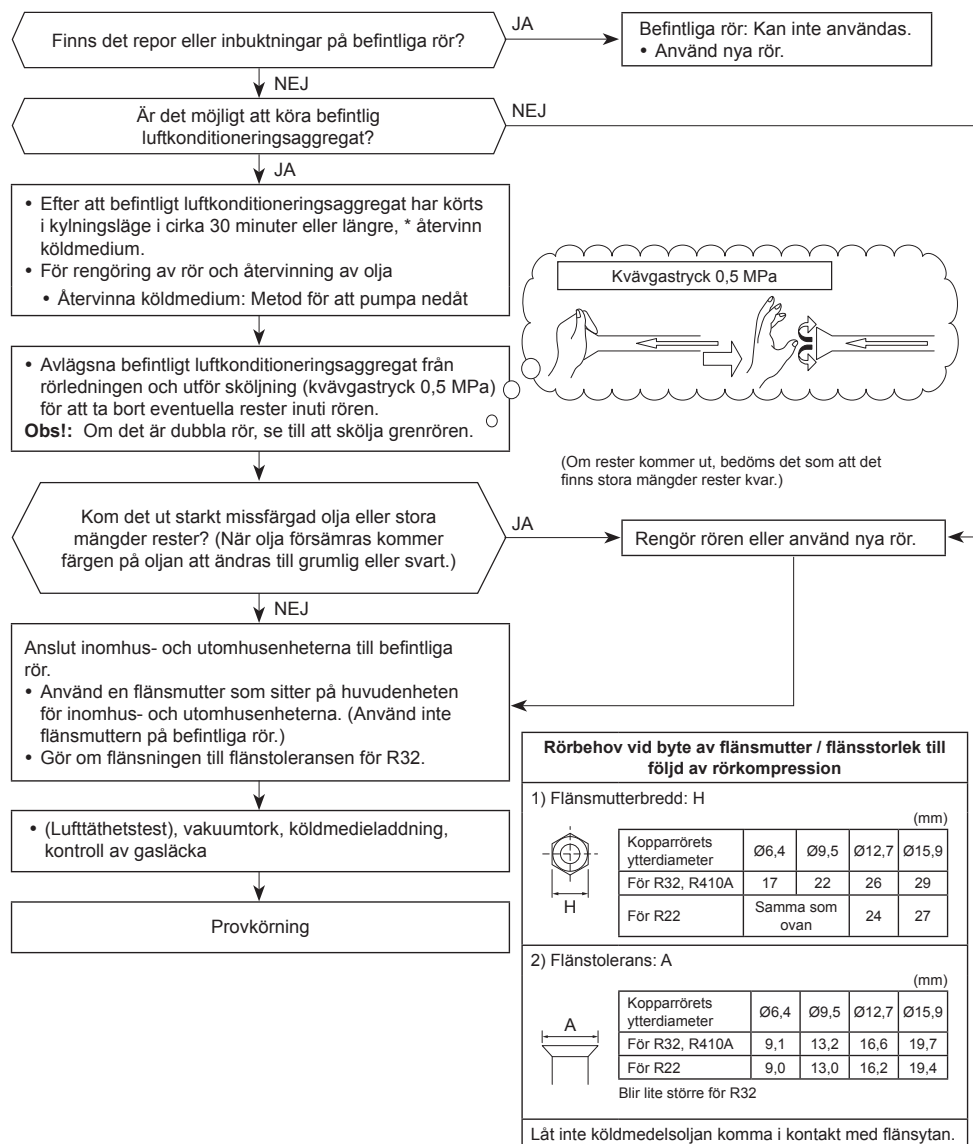 Finns det repor eller inbuktningar på befintliga rör?
JA
Befintliga rör: Kan inte användas.
• Använd nya rör.
NEJ
Är det möjligt att köra befintlig
luftkonditioneringsaggregat?
NEJ
JA
• Efter att befintligt luftkonditioneringsaggregat har körts
i kylningsläge i cirka 30 minuter eller längre, * återvinn
köldmedium.
• För rengöring av rör och återvinning av olja
• Återvinna köldmedium: Metod för att pumpa nedåt
Kvävgastryck 0,5 MPa
• Avlägsna befintligt luftkonditioneringsaggregat från
rörledningen och utför sköljning (kvävgastryck 0,5 MPa)
för att ta bort eventuella rester inuti rören.
Obs!: Om det är dubbla rör, se till att skölja grenrören.
(Om rester kommer ut, bedöms det som att det
finns stora mängder rester kvar.)
Kom det ut starkt missfärgad olja eller stora
mängder rester? (När olja försämras kommer
färgen på oljan att ändras till grumlig eller svart.)
JA
Rengör rören eller använd nya rör.
NEJ
Anslut inomhus- och utomhusenheterna till befintliga
rör.
• Använd en flänsmutter som sitter på huvudenheten
för inomhus- och utomhusenheterna. (Använd inte
flänsmuttern på befintliga rör.)
• Gör om flänsningen till flänstoleransen för R32.
• (Lufttäthetstest), vakuumtork, köldmedieladdning,
kontroll av gasläcka
Provkörning
Rörbehov vid byte av flänsmutter / flänsstorlek till
följd av rörkompression
1) Flänsmutterbredd: H
(mm)
H
Kopparrörets
ytterdiameter Ø6,4 Ø9,5 Ø12,7 Ø15,9
För R32, R410A 17 22 26 29
För R22 Samma som
ovan 24 27
2) Flänstolerans: A
(mm)
A
Kopparrörets
ytterdiameter Ø6,4 Ø9,5 Ø12,7 Ø15,9
För R32, R410A 9,1 13,2 16,6 19,7
För R22 9,0 13,0 16,2 19,4
Blir lite större för R32
Låt inte köldmedelsoljan komma i kontakt med flänsytan.